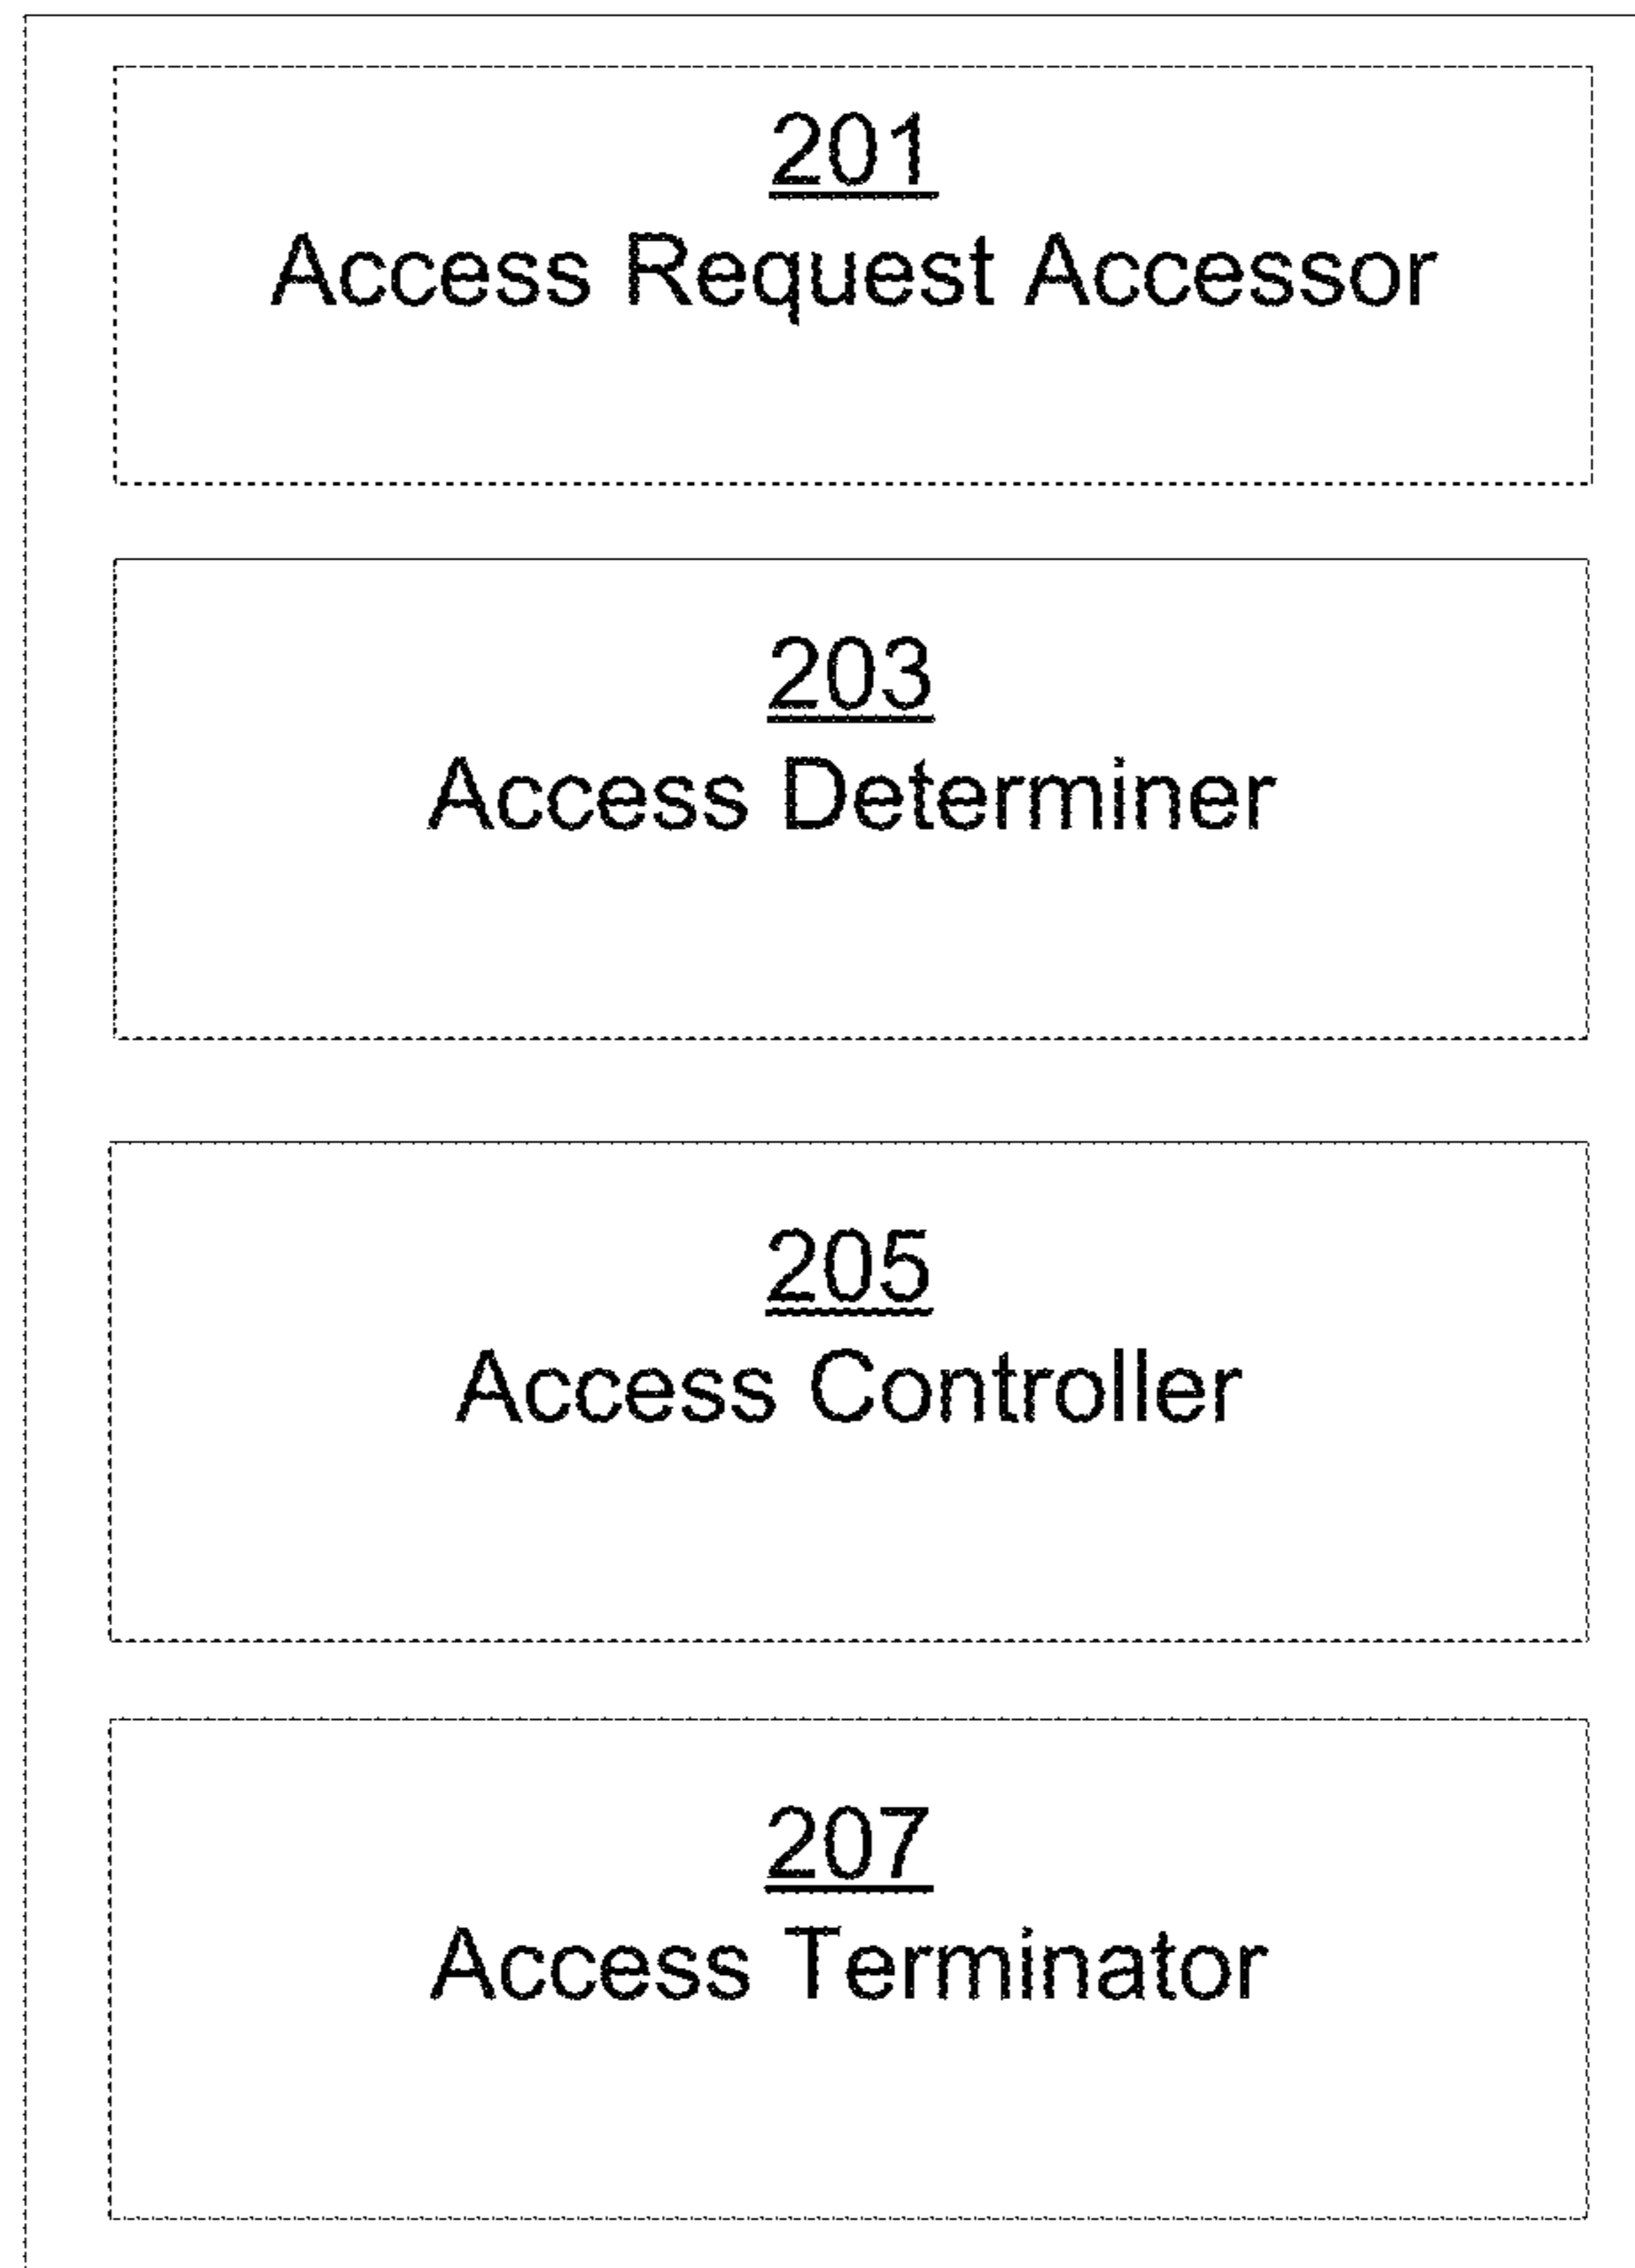 201
Access Request Accessor
203
Access Determiner
205
Access Controller
207
Access Terminator